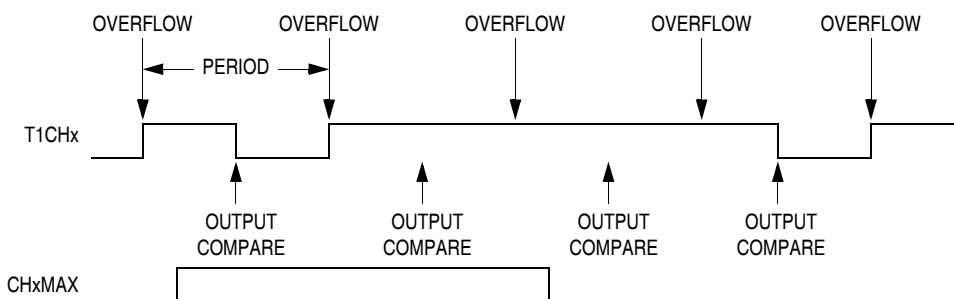 OVERFLOW OVERFLOW OVERFLOW OVERFLOW OVERFLOW
PERIOD
T1CHx
OUTPUT OUTPUT OUTPUT OUTPUT
COMPARE COMPARE COMPARE COMPARE
CHxMAX